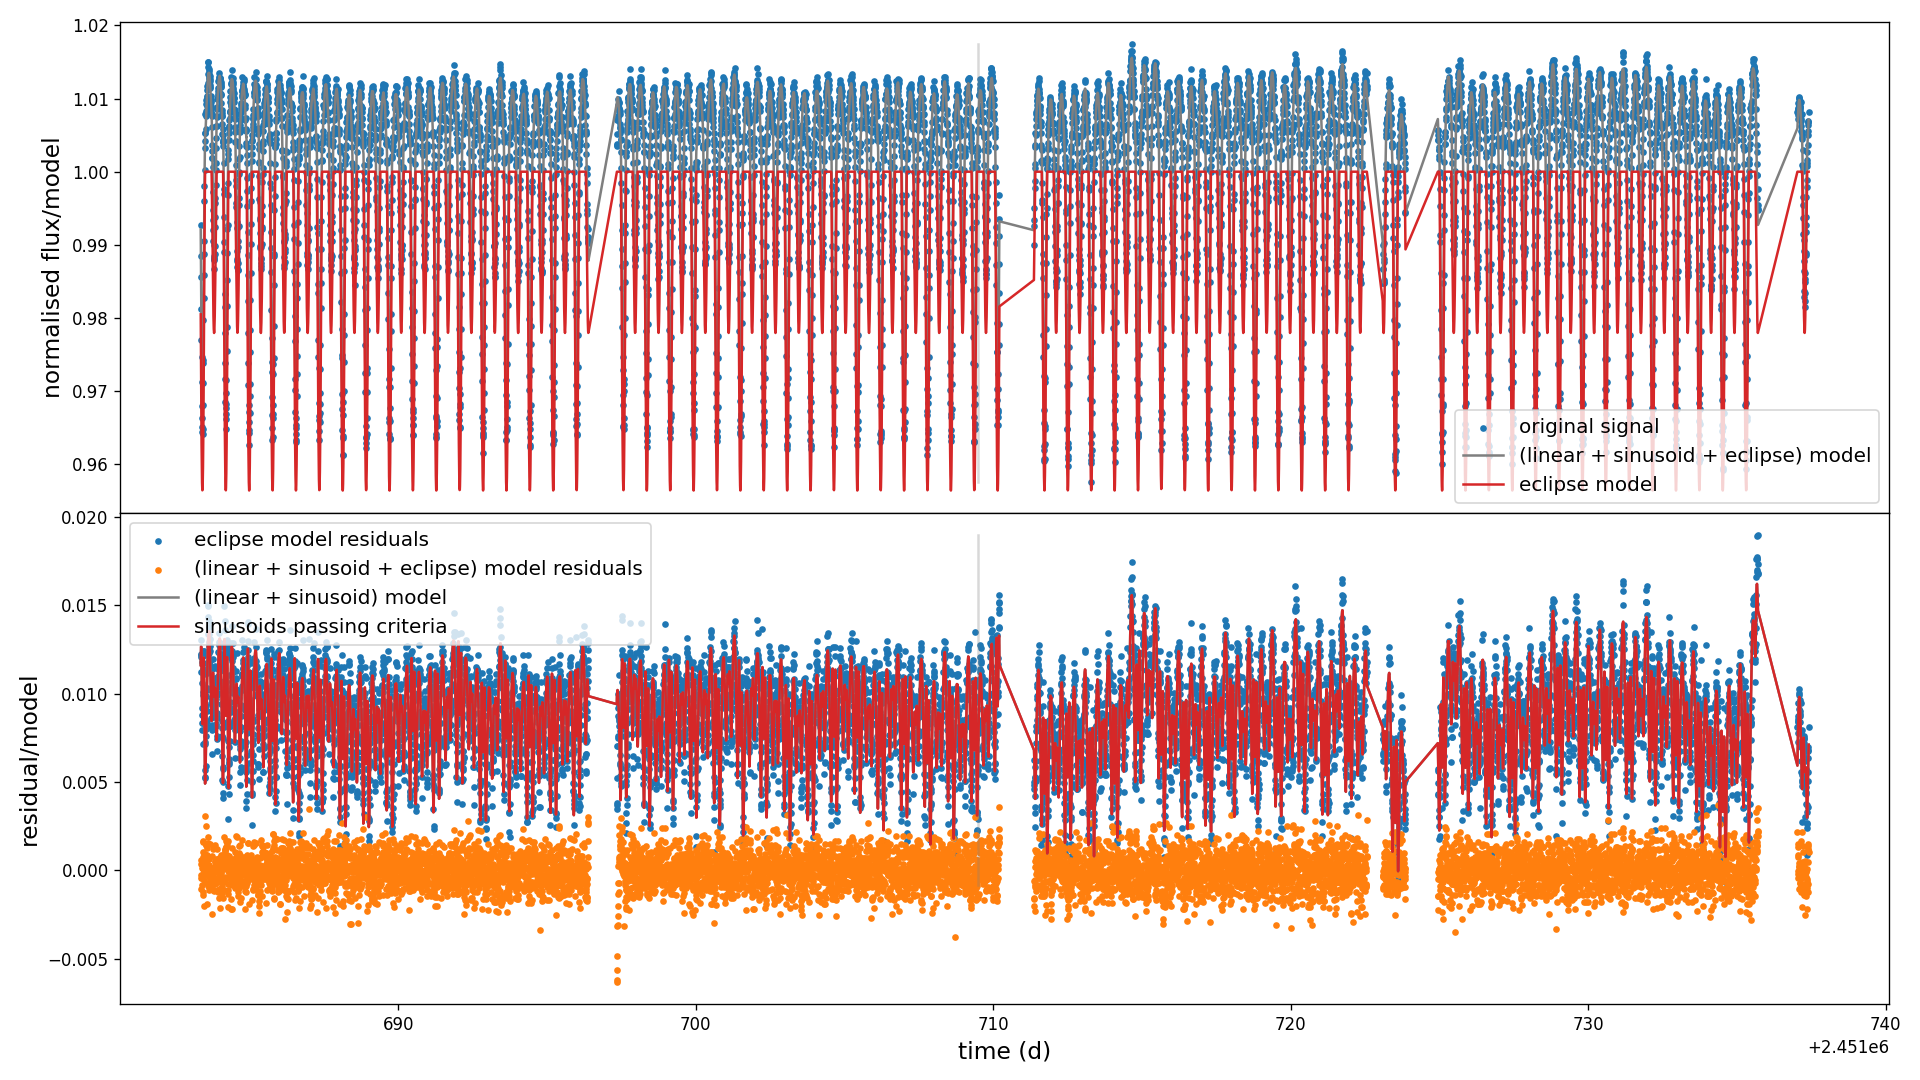 1.02
1.01
1.00
0.99
0.98
0.97
0.96
normalised flux/model
original signal
(linear + sinusoid + eclipse) model
eclipse model
0.020
0.015
0.010
0.005
0.000
−0.005
residual/model
eclipse model residuals
(linear + sinusoid + eclipse) model residuals
(linear + sinusoid) model
sinusoids passing criteria
690 700 710 720 730 740
time (d)
+2.451e6